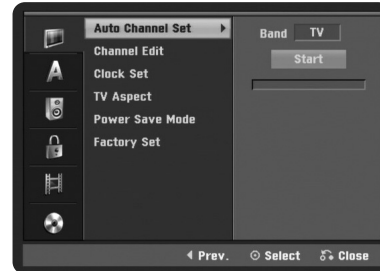 Auto Channel Set
Band TV
Start
Channel Edit
Clock Set
TV Aspect
Power Save Mode
Factory Set
A
Prev. Select Close